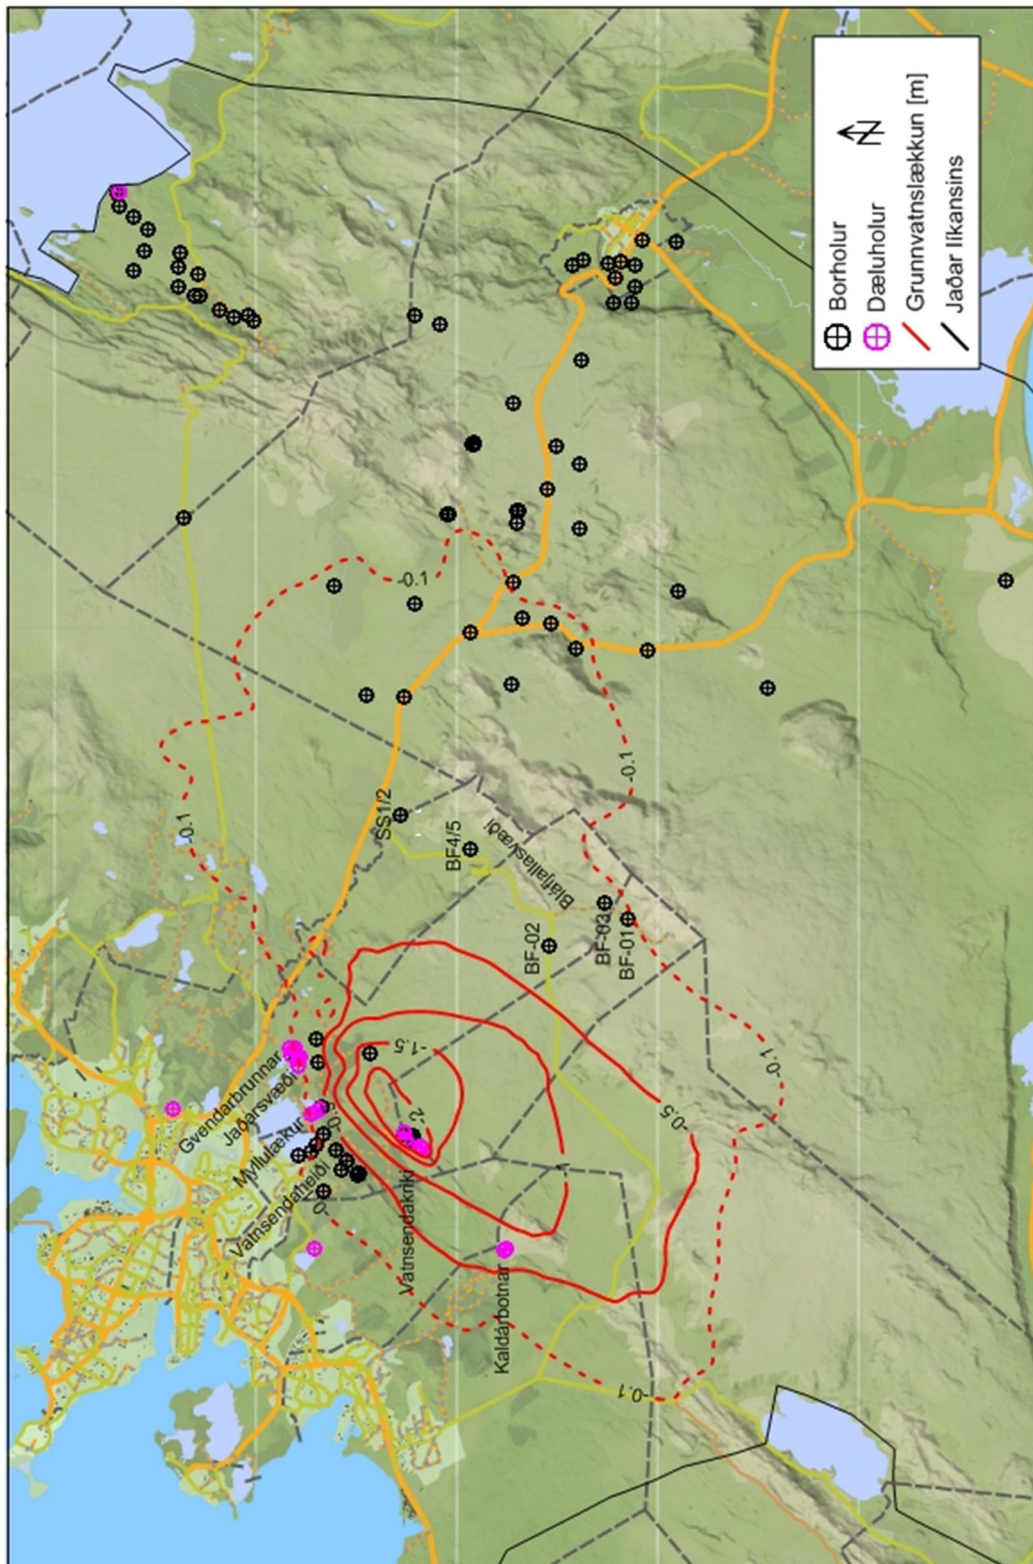 Borholur
Dæluholur
Grunnvatnslækkun [m]
Jaðar líkansins
N
-0.1
-0.1
-0.1
SS1/2
BF4/5
Bláfjallasvæði
BF-02
BF-03
BF-01
Gvendarbrunnar
Jaðarsvæði
Myllulækur
Vatnsendaheiði
Vatnsendakriki
Kaldárbotnar
-1.5
-0.5
-0.1
-0.1